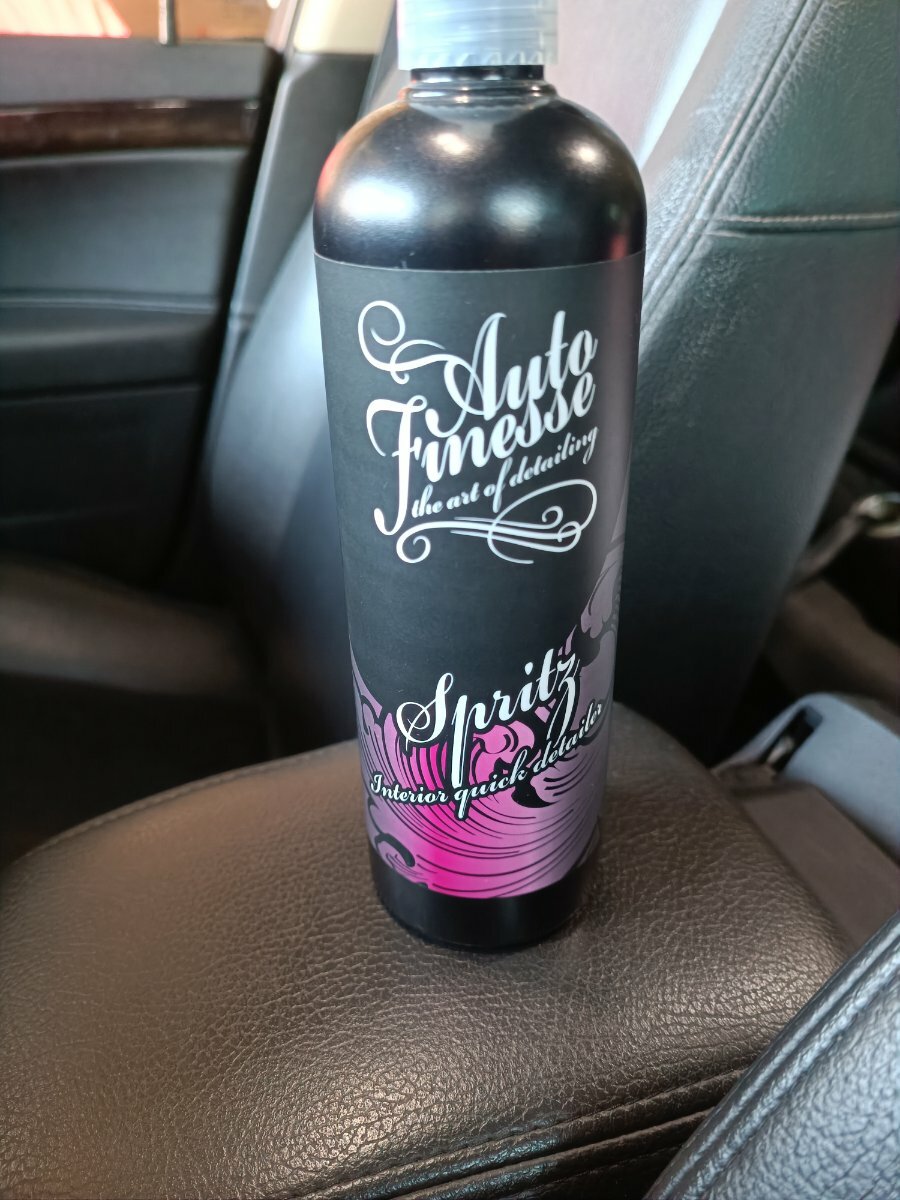 Auto
Finesse
the art of detailing
Spritz
Interior quick detailer